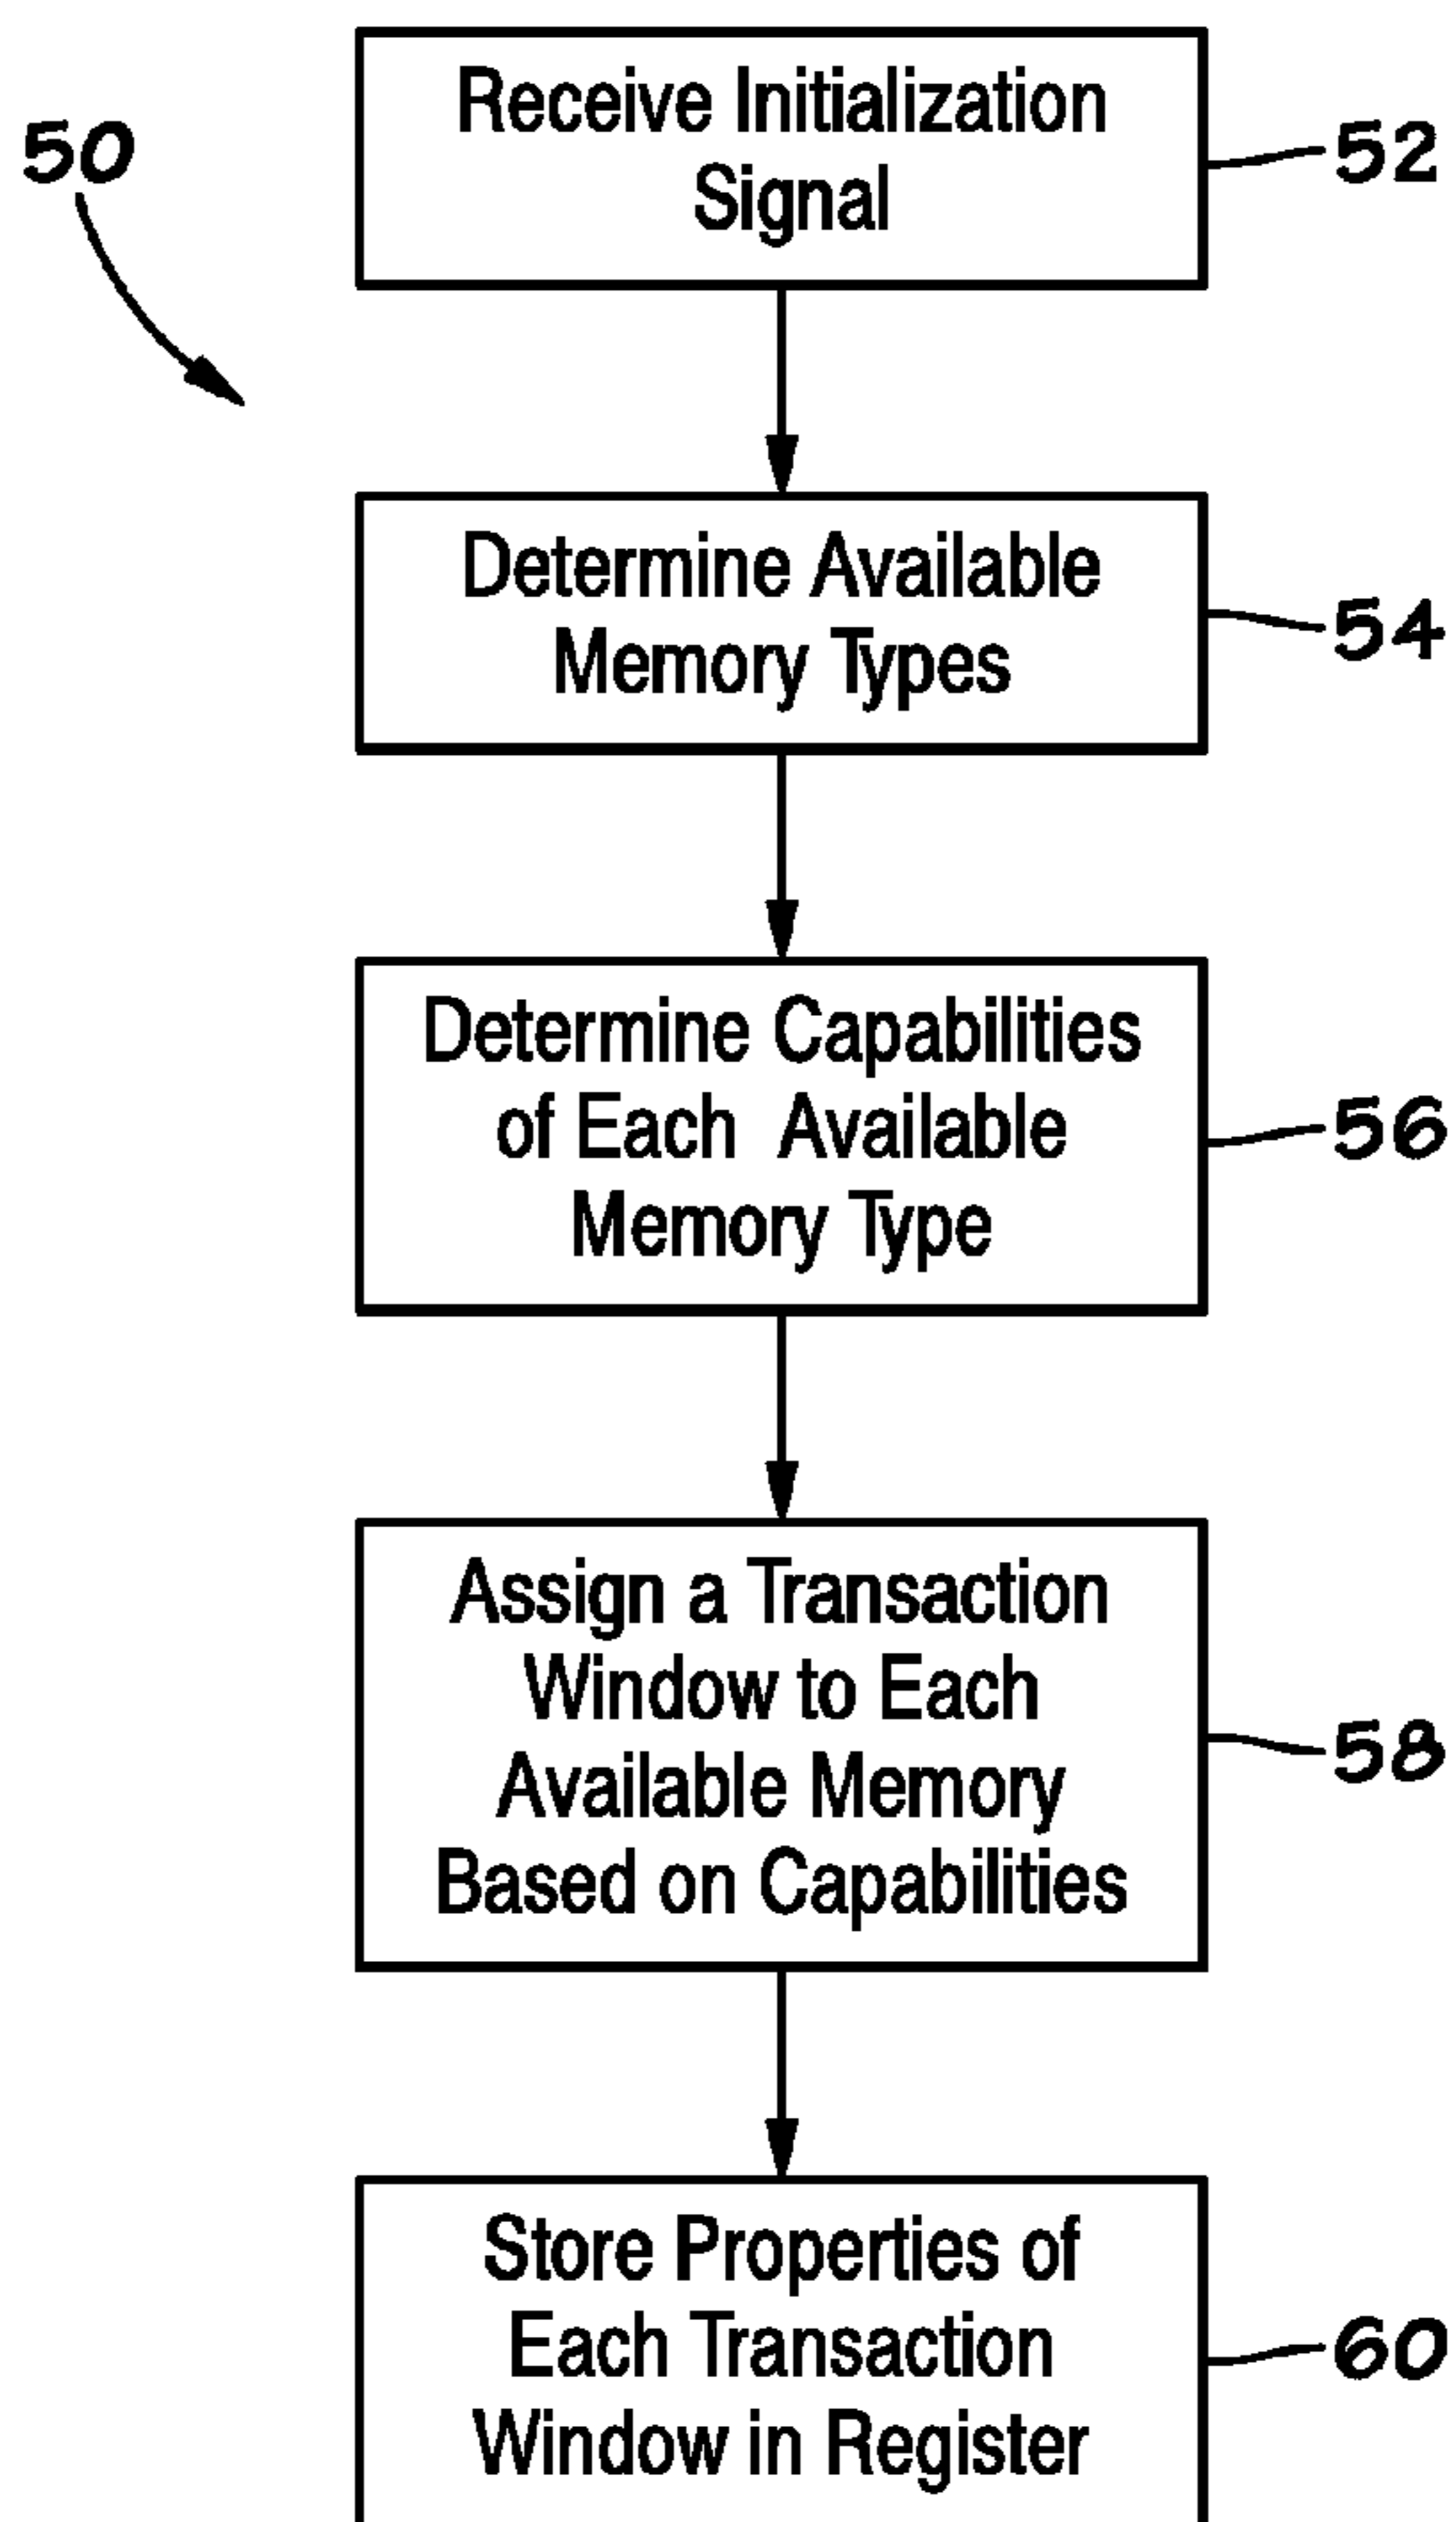 50
Receive Initialization
Signal
52
Determine Available
Memory Types
54
Determine Capabilities
of Each Available
Memory Type
56
Assign a Transaction
Window to Each
Available Memory
Based on Capabilities
58
Store Properties of
Each Transaction
Window in Register
60